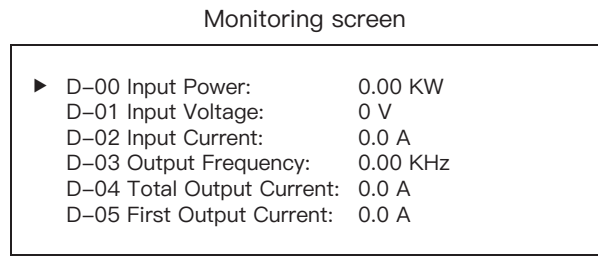 Monitoring screen
▶ D–00 Input Power: 0.00 KW
D–01 Input Voltage: 0 V
D–02 Input Current: 0.0 A
D–03 Output Frequency: 0.00 KHz
D–04 Total Output Current: 0.0 A
D–05 First Output Current: 0.0 A